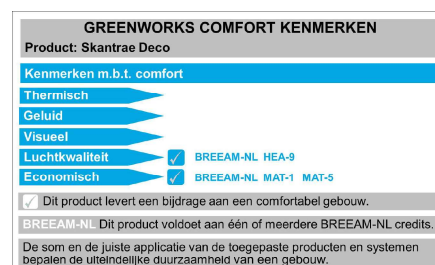 GREENWORKS COMFORT KENMERKEN
Product: Skantrae Deco
Kenmerken m.b.t. comfort
Thermisch
Geluid
Visueel
Luchtkwaliteit BREEAM-NL HEA-9
Economisch BREEAM-NL MAT-1 MAT-5
Dit product levert een bijdrage aan een comfortabel gebouw.
BREEAM-NL Dit product voldoet aan één of meerdere BREEAM-NL credits.
De som en de juiste applicatie van de toegepaste producten en systemen
bepalen de uiteindelijke duurzaamheid van een gebouw.